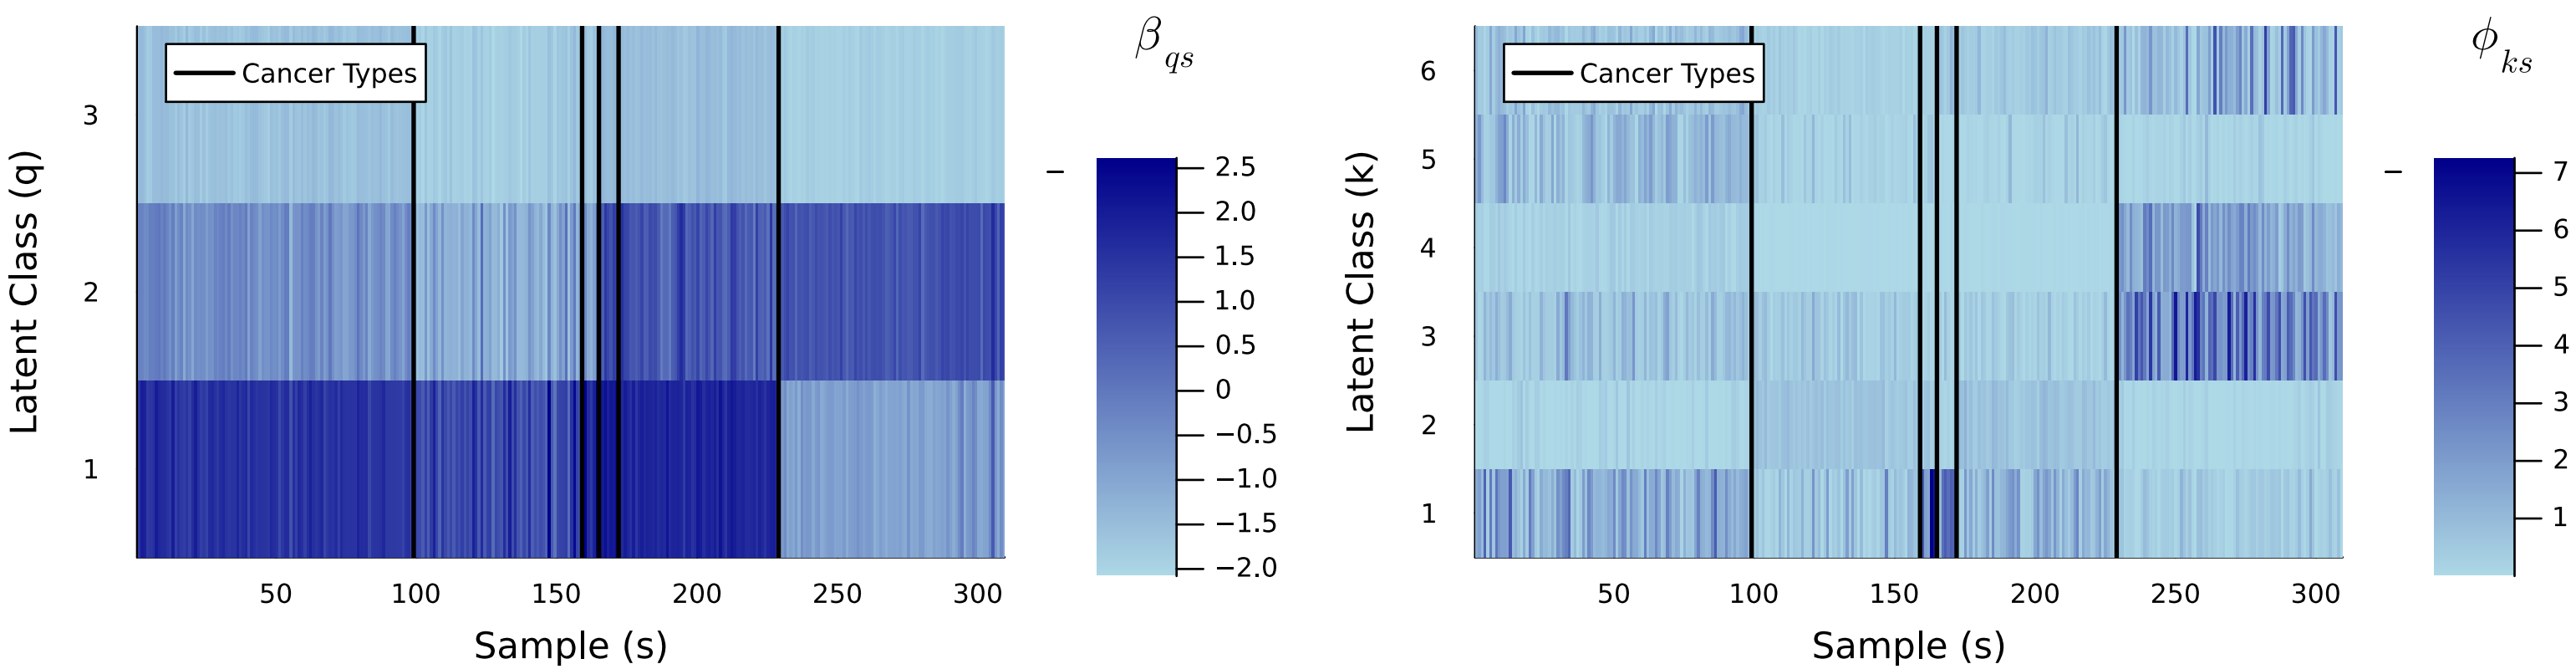 β_qs
Cancer Types
3
2
1
Latent Class (q)
50 100 150 200 250 300
Sample (s)
2.5
2.0
1.5
1.0
0.5
0
−0.5
−1.0
−1.5
−2.0
ϕ_ks
Cancer Types
6
5
4
3
2
1
Latent Class (k)
50 100 150 200 250 300
Sample (s)
7
6
5
4
3
2
1